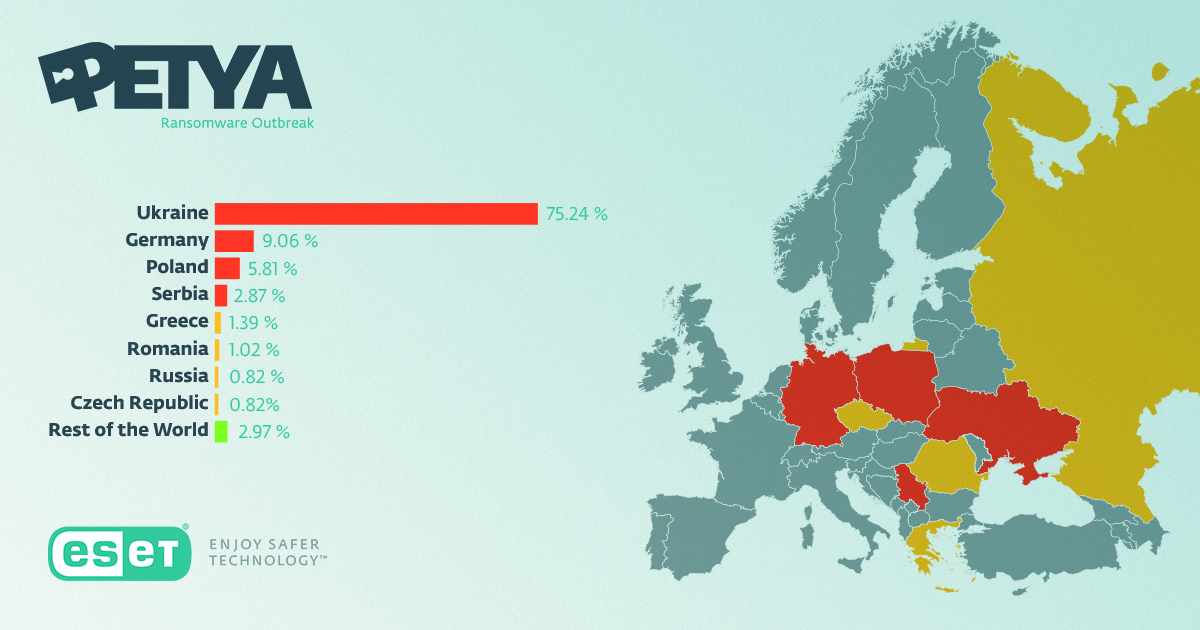 PETYA
Ransomware Outbreak
Ukraine 75.24 %
Germany 9.06 %
Poland 5.81 %
Serbia 2.87 %
Greece 1.39 %
Romania 1.02 %
Russia 0.82 %
Czech Republic 0.82%
Rest of the World 2.97 %
eseT®
ENJOY SAFER
TECHNOLOGY™